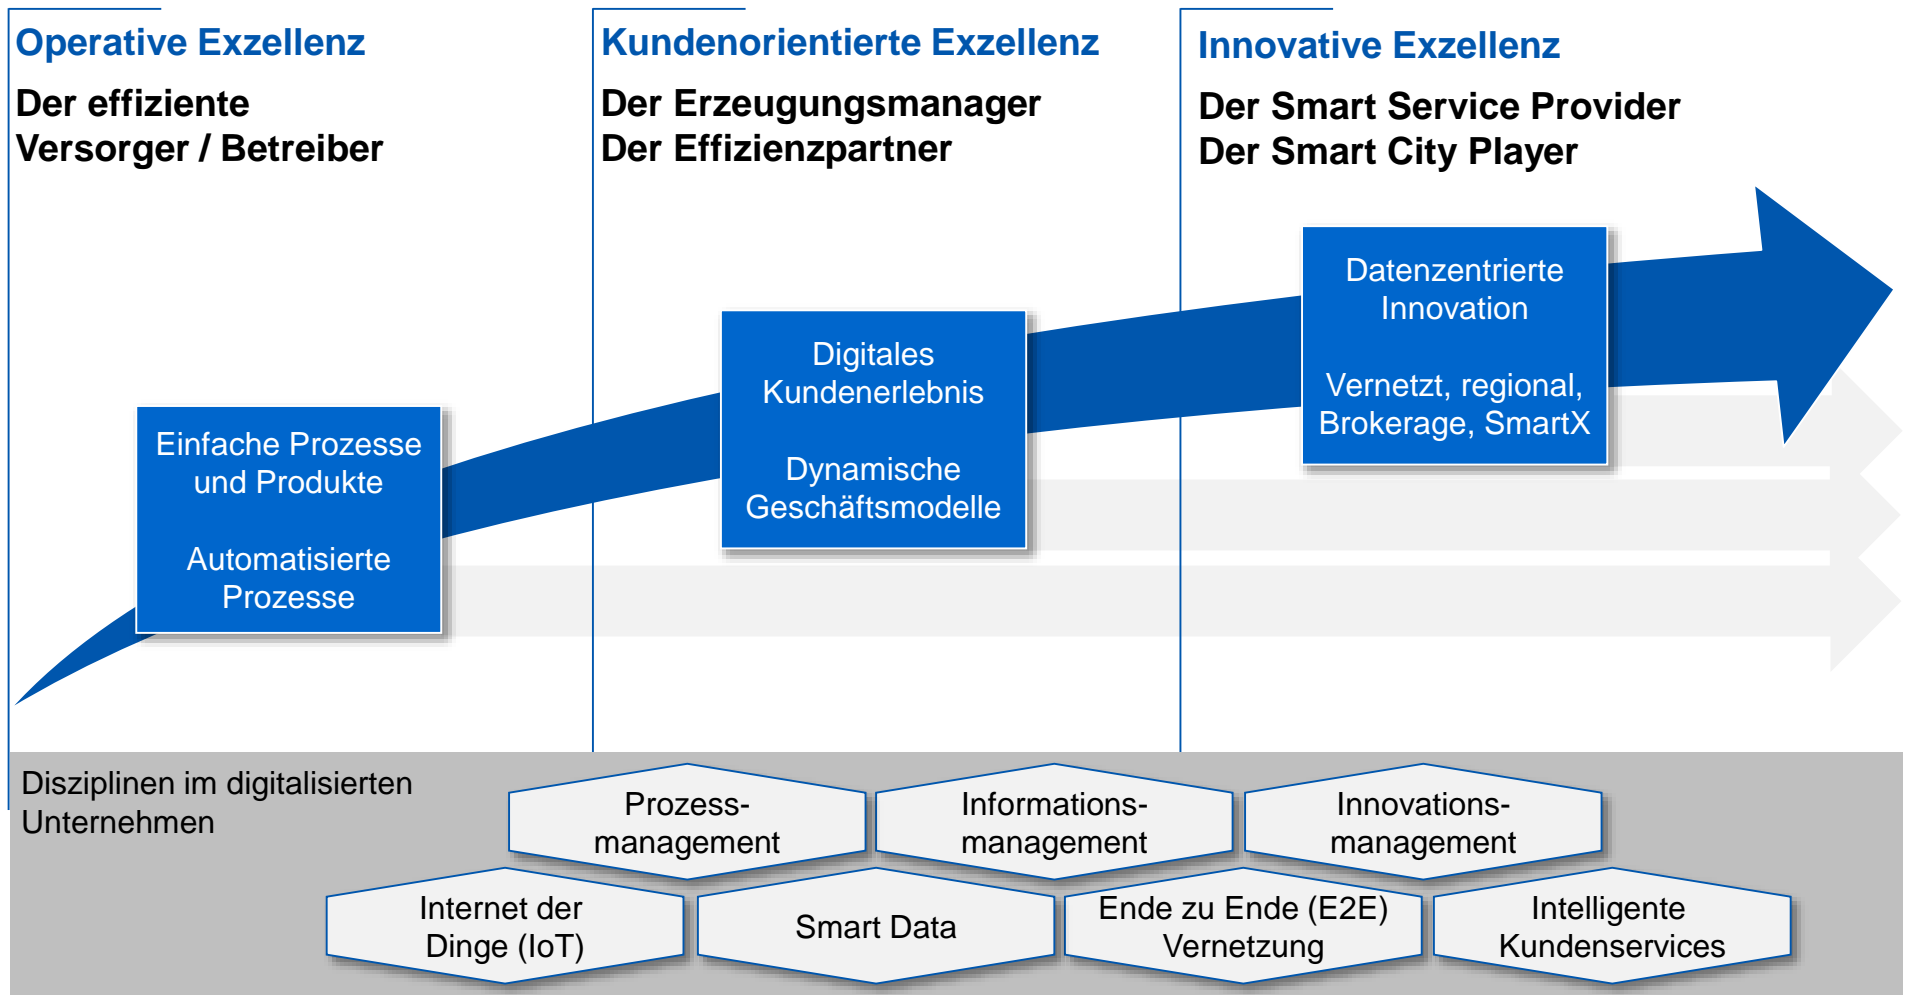 Operative Exzellenz
Der effiziente
Versorger / Betreiber
Kundenorientierte Exzellenz
Der Erzeugungsmanager
Der Effizienzpartner
Innovative Exzellenz
Der Smart Service Provider
Der Smart City Player
Einfache Prozesse
und Produkte
Automatisierte
Prozesse
Digitales
Kundenerlebnis
Dynamische
Geschäftsmodelle
Datenzentrierte
Innovation
Vernetzt, regional,
Brokerage, SmartX
Disziplinen im digitalisierten
Unternehmen
Prozess-
management
Informations-
management
Innovations-
management
Internet der
Dinge (IoT)
Smart Data
Ende zu Ende (E2E)
Vernetzung
Intelligente
Kundenservices